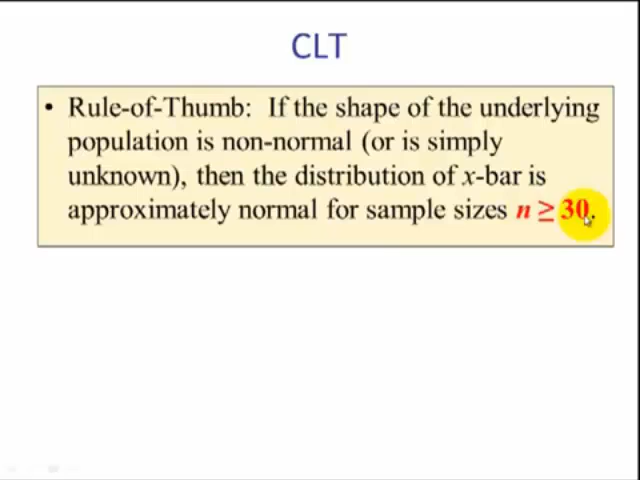 CLT
• Rule-of-Thumb: If the shape of the underlying
population is non-normal (or is simply
unknown), then the distribution of x-bar is
approximately normal for sample sizes n ≥ 30.